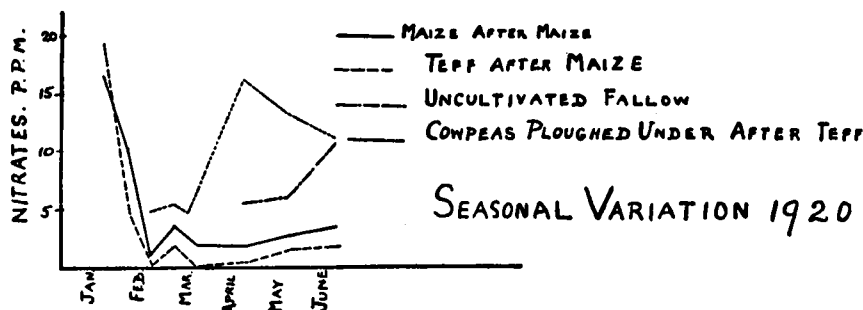 NITRATES. P.P.M.
20
15
10
5
JAN
FEB
MAR.
APRIL
MAY
JUNE
MAIZE AFTER MAIZE
TEFF AFTER MAIZE
UNCULTIVATED FALLOW
COWPEAS PLOUGHED UNDER AFTER TEFF
SEASONAL VARIATION 1920